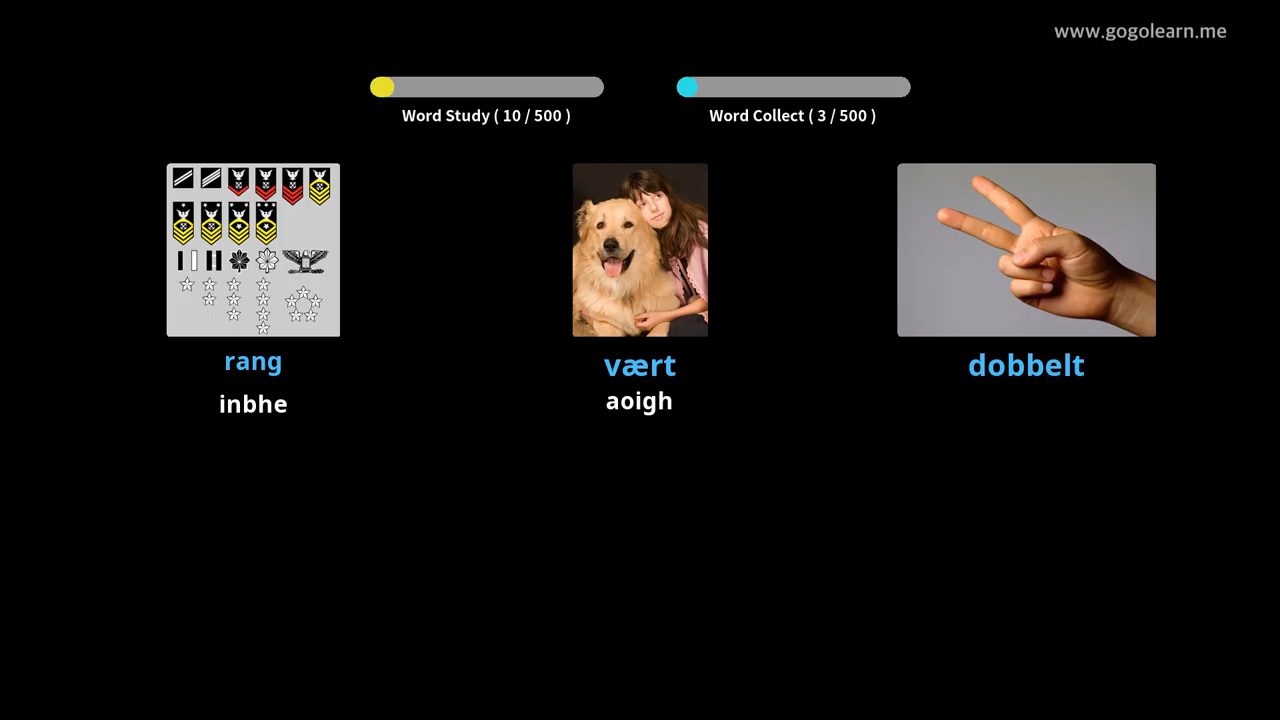 www.gogolearn.me
Word Study ( 10 / 500 )
Word Collect ( 3 / 500 )
rang
vært
dobbelt
inbhe
aoigh